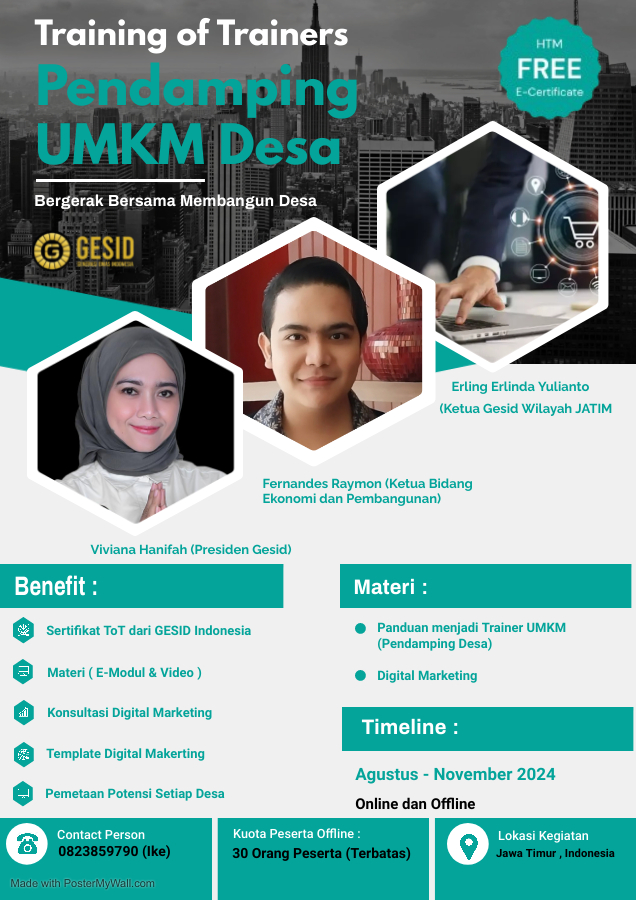 Training of Trainers
Pendamping
UMKM Desa
Bergerak Bersama Membangun Desa
HTM
FREE
E-Certificate
G
GESID
GENERASI EMAS INDONESIA
Erling Erlinda Yulianto
(Ketua Gesid Wilayah JATIM
Fernandes Raymon (Ketua Bidang
Ekonomi dan Pembangunan)
Viviana Hanifah (Presiden Gesid)
Benefit :
Sertifikat ToT dari GESID Indonesia
Materi ( E-Modul & Video )
Konsultasi Digital Marketing
Template Digital Makerting
Pemetaan Potensi Setiap Desa
Materi :
Panduan menjadi Trainer UMKM
(Pendamping Desa)
Digital Marketing
Timeline :
Agustus - November 2024
Online dan Offline
Contact Person
0823859790 (Ike)
Kuota Peserta Offline :
30 Orang Peserta (Terbatas)
Lokasi Kegiatan
Jawa Timur , Indonesia
Made with PosterMyWall.com